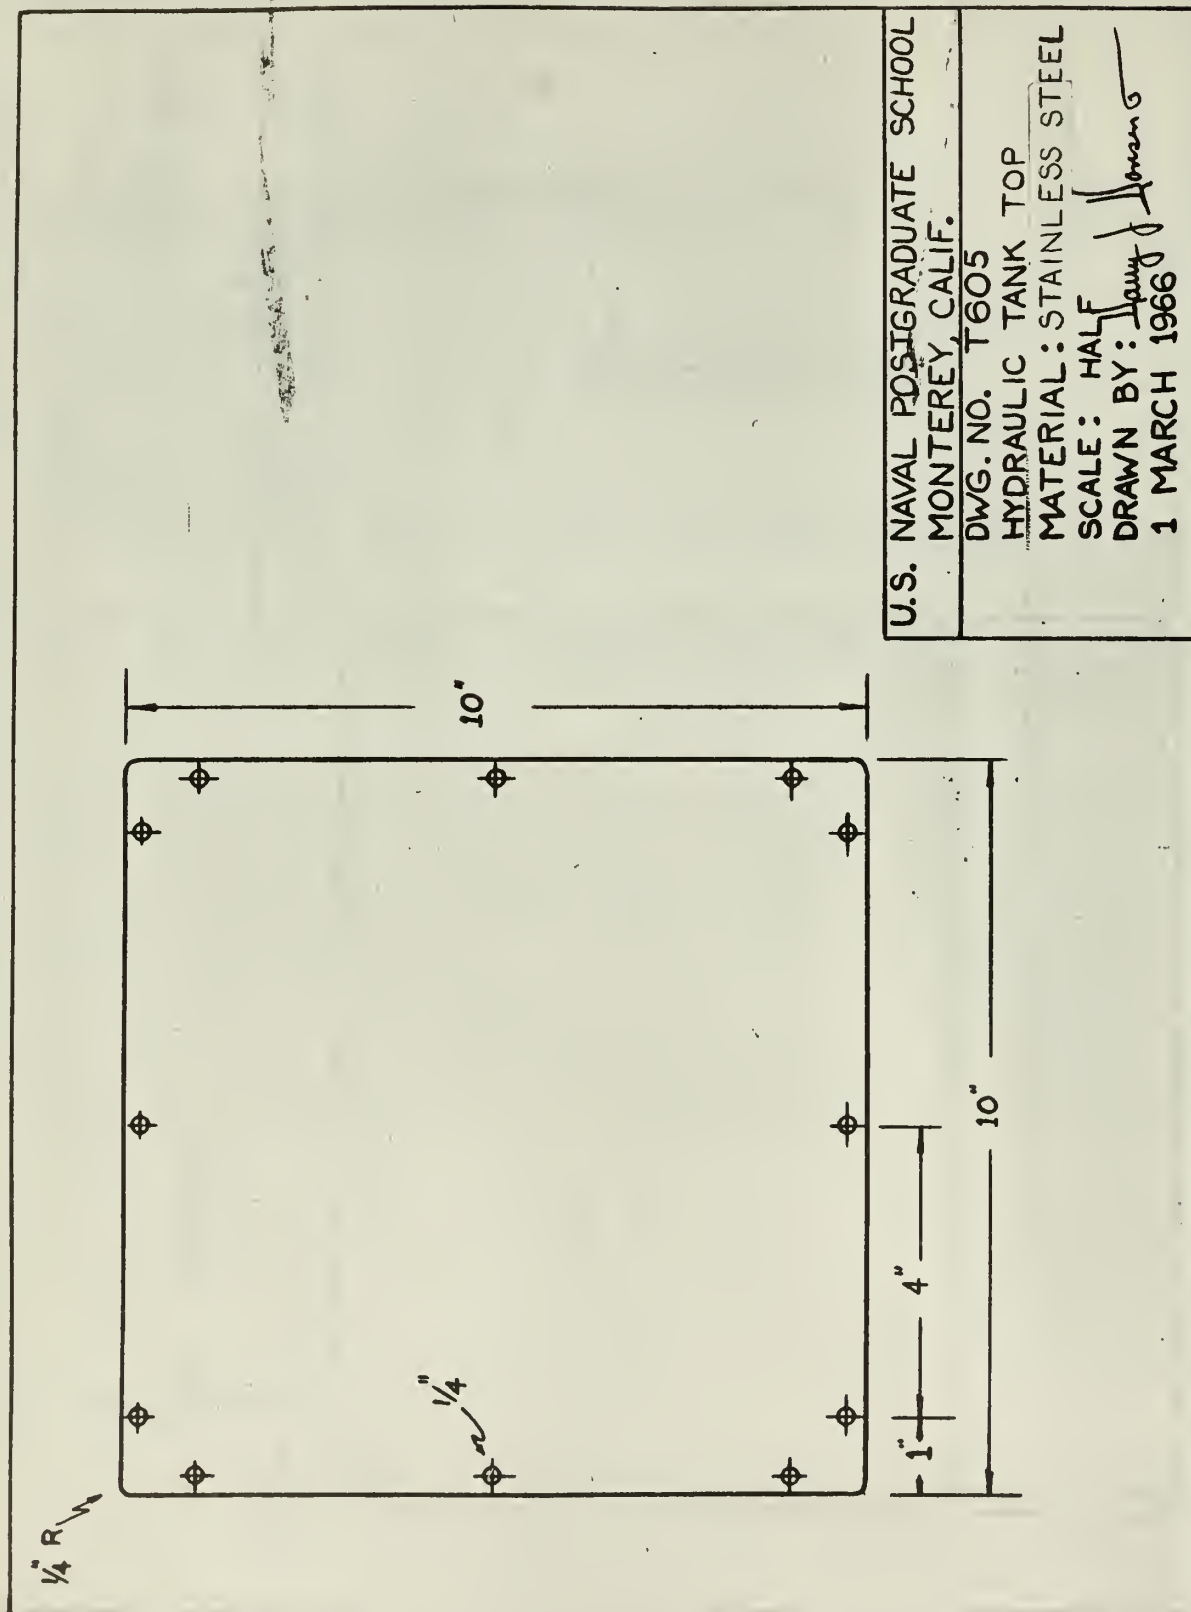 1/4" R
1/4"
10"
1"
4"
10"
U.S. NAVAL POSTGRADUATE SCHOOL
MONTEREY, CALIF.
DWG. NO. T605
HYDRAULIC TANK TOP
MATERIAL: STAINLESS STEEL
SCALE: HALF
DRAWN BY:
1 MARCH 1966